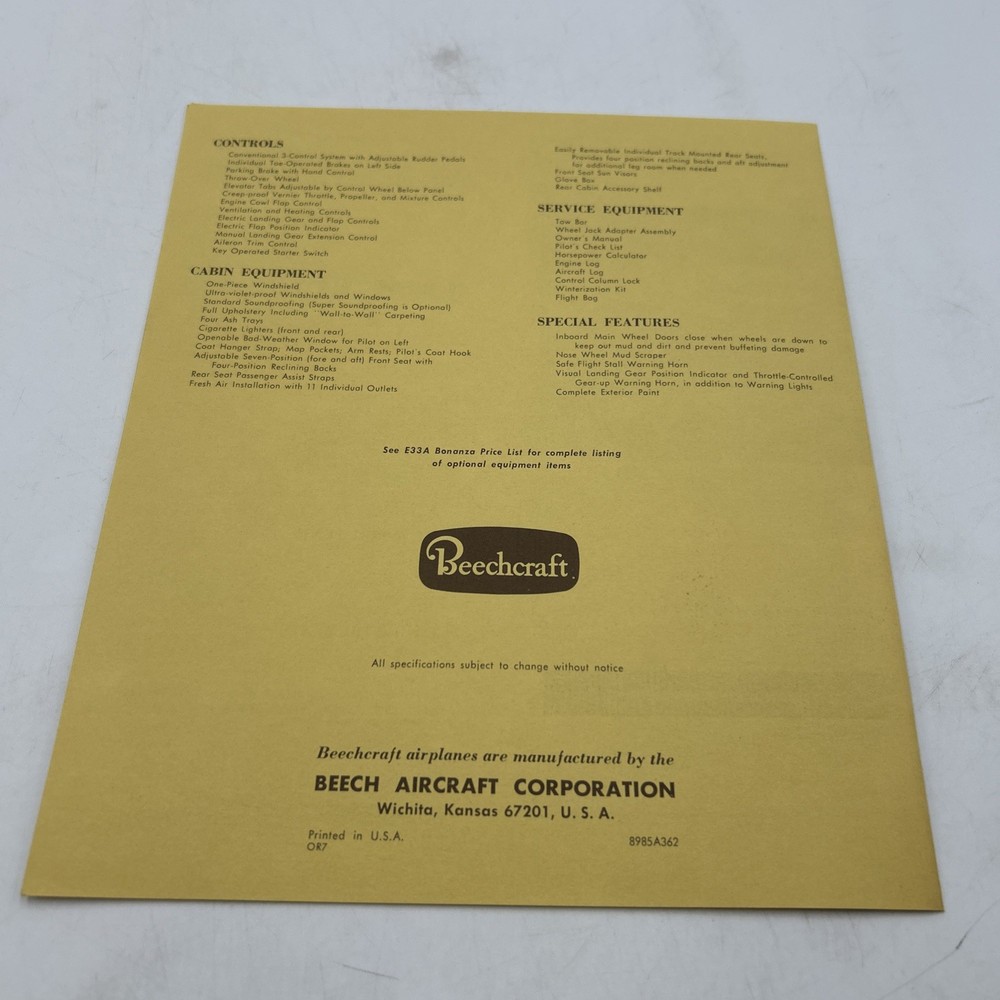 CONTROLS
Conventional 3-Control System with Adjustable Rudder Pedals
Individual Toe-Operated Brakes on Left Side
Parking Brake with Hand Control
Throw-Over Wheel
Elevator Tabs Adjustable by Control Wheel Below Panel
Creep-proof Vernier Throttle, Propeller, and Mixture Controls
Engine Cowl Flap Control
Ventilation and Heating Controls
Electric Landing Gear and Flap Controls
Electric Flap Position Indicator
Manual Landing Gear Extension Control
Aileron Trim Control
Key Operated Starter Switch
CABIN EQUIPMENT
One-Piece Windshield
Ultra-violet-proof Windshields and Windows
Standard Soundproofing (Super Soundproofing is Optional)
Full Upholstery Including "Wall-to-Wall" Carpeting
Four Ash Trays
Cigarette Lighters (front and rear)
Openable Bad-Weather Window for Pilot on Left
Coat Hanger Strap; Map Pockets; Arm Rests; Pilot's Coat Hook
Adjustable Seven-Position (fore and aft) Front Seat with
Four-Position Reclining Backs
Rear Seat Passenger Assist Straps
Fresh Air Installation with 11 Individual Outlets
Easily Removable Individual Track Mounted Rear Seats,
Provides four position reclining backs and aft adjustment
for additional leg room when needed
Front Seat Sun Visors
Glove Box
Rear Cabin Accessory Shelf
SERVICE EQUIPMENT
Tow Bar
Wheel Jack Adapter Assembly
Owner's Manual
Pilot's Check List
Horsepower Calculator
Engine Log
Aircraft Log
Control Column Lock
Winterization Kit
Flight Bag
SPECIAL FEATURES
Inboard Main Wheel Doors close when wheels are down to
keep out mud and dirt and prevent buffeting damage
Nose Wheel Mud Scraper
Safe Flight Stall Warning Horn
Visual Landing Gear Position Indicator and Throttle-Controlled
Gear-up Warning Horn, in addition to Warning Lights
Complete Exterior Paint
See E33A Bonanza Price List for complete listing
of optional equipment items
Beechcraft
All specifications subject to change without notice
Beechcraft airplanes are manufactured by the
BEECH AIRCRAFT CORPORATION
Wichita, Kansas 67201, U. S. A.
Printed in U.S.A.
OR7
8985A362